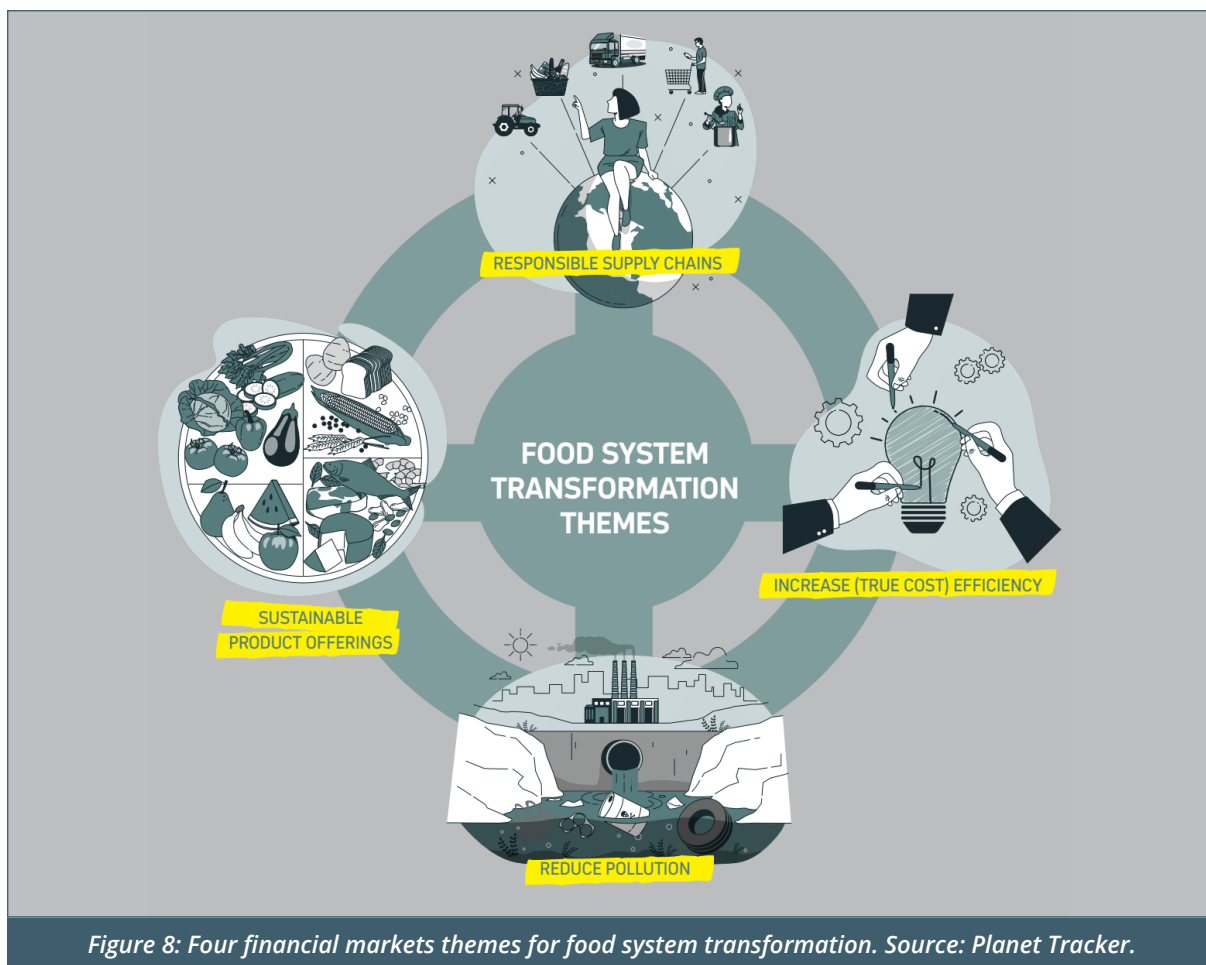 RESPONSIBLE SUPPLY CHAINS
FOOD SYSTEM
TRANSFORMATION
THEMES
INCREASE (TRUE COST) EFFICIENCY
SUSTAINABLE
PRODUCT OFFERINGS
REDUCE POLLUTION
Figure 8: Four financial markets themes for food system transformation. Source: Planet Tracker.